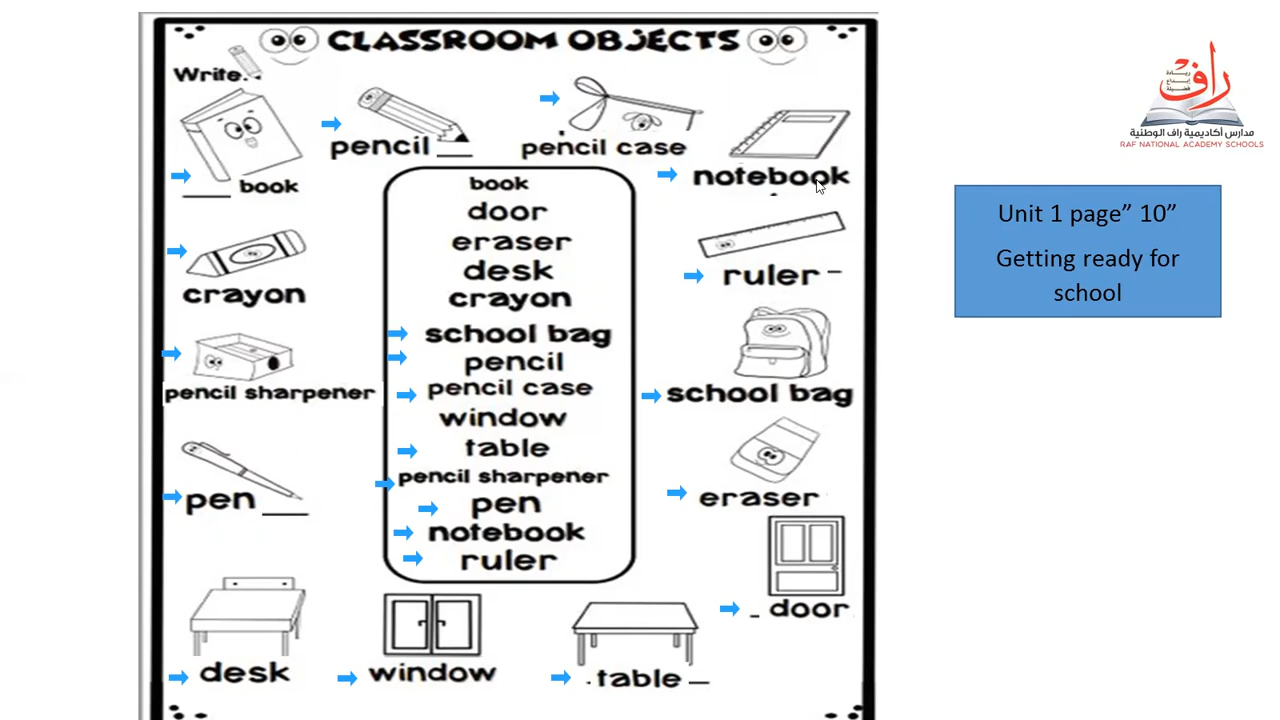 CLASSROOM OBJECTS
Write.
pencil
pencil case
notebook
book
book
door
eraser
desk
crayon
school bag
pencil
pencil case
window
table
pencil sharpener
pen
notebook
ruler
crayon
ruler
pencil sharpener
school bag
pen
eraser
door
desk
window
table
راف
ريادة
إبداع
فضيلة
مدارس أكاديمية راف الوطنية
RAF NATIONAL ACADEMY SCHOOLS
Unit 1 page” 10”
Getting ready for
school